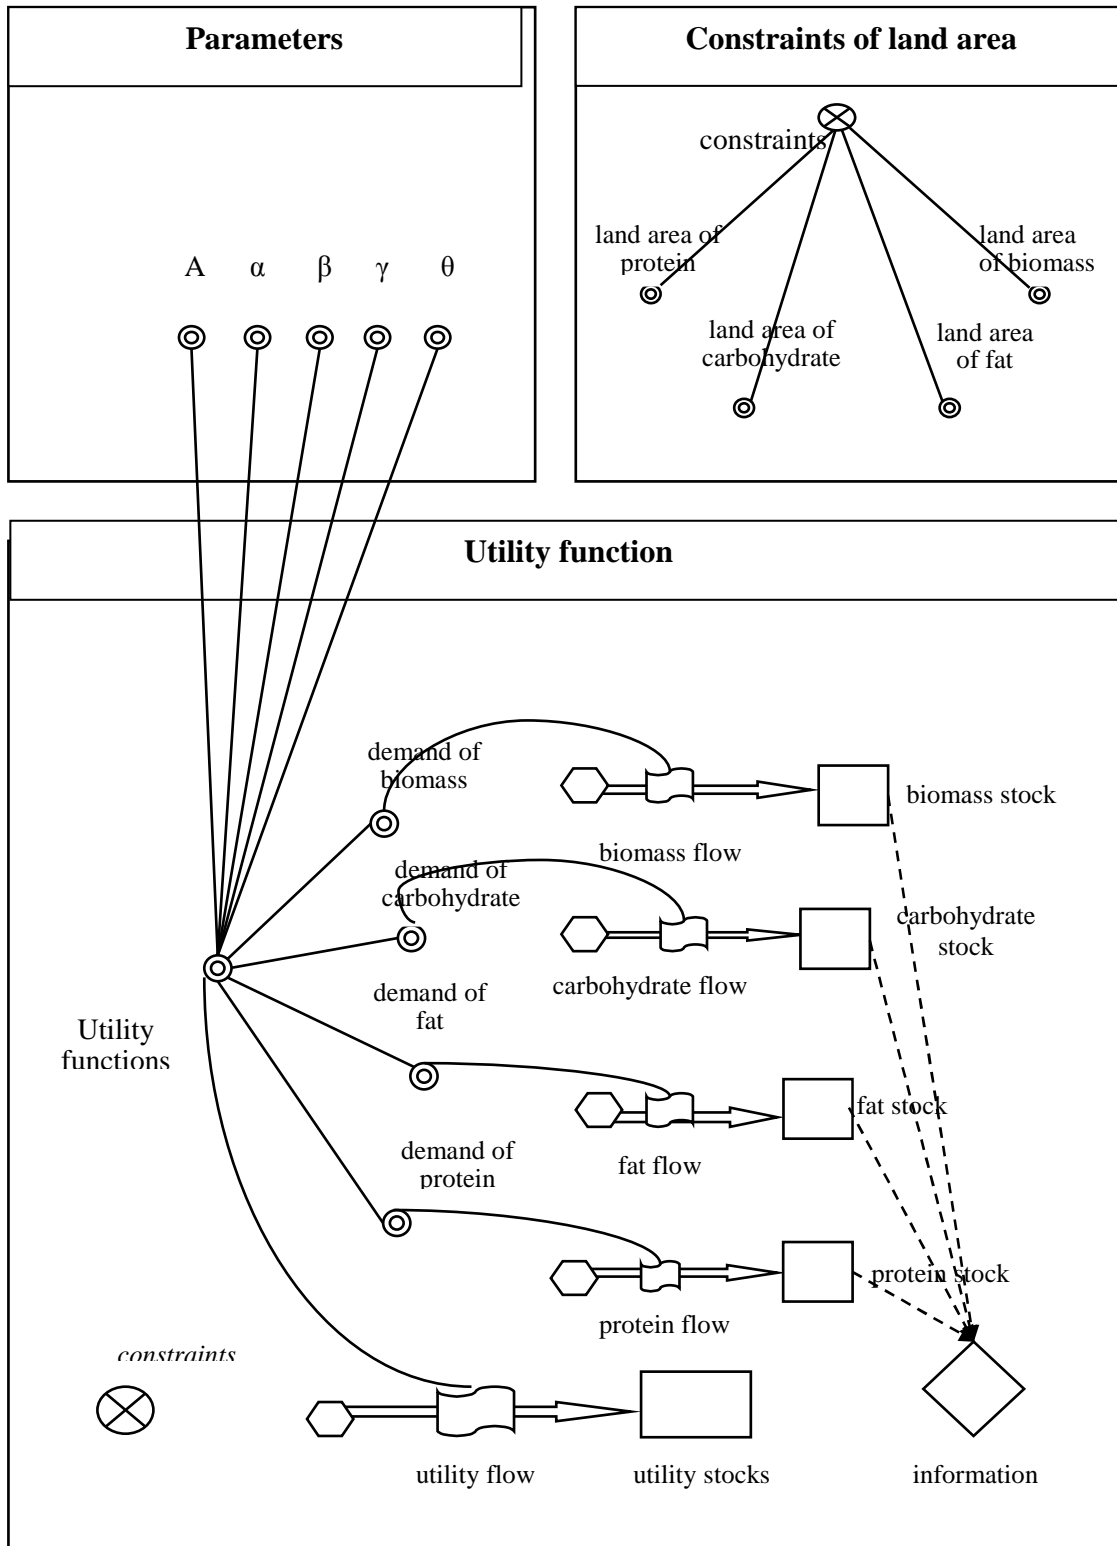 Parameters
Constraints of land area
constraints
land area of
protein
land area
of biomass
A α β γ θ
land area of
carbohydrate
land area
of fat
Utility function
demand of
biomass
biomass stock
biomass flow
demand of
carbohydrate
carbohydrate
stock
carbohydrate flow
demand of
fat
Utility
functions
fat stock
demand of
protein
fat flow
protein stock
protein flow
constraints
utility flow
utility stocks
information